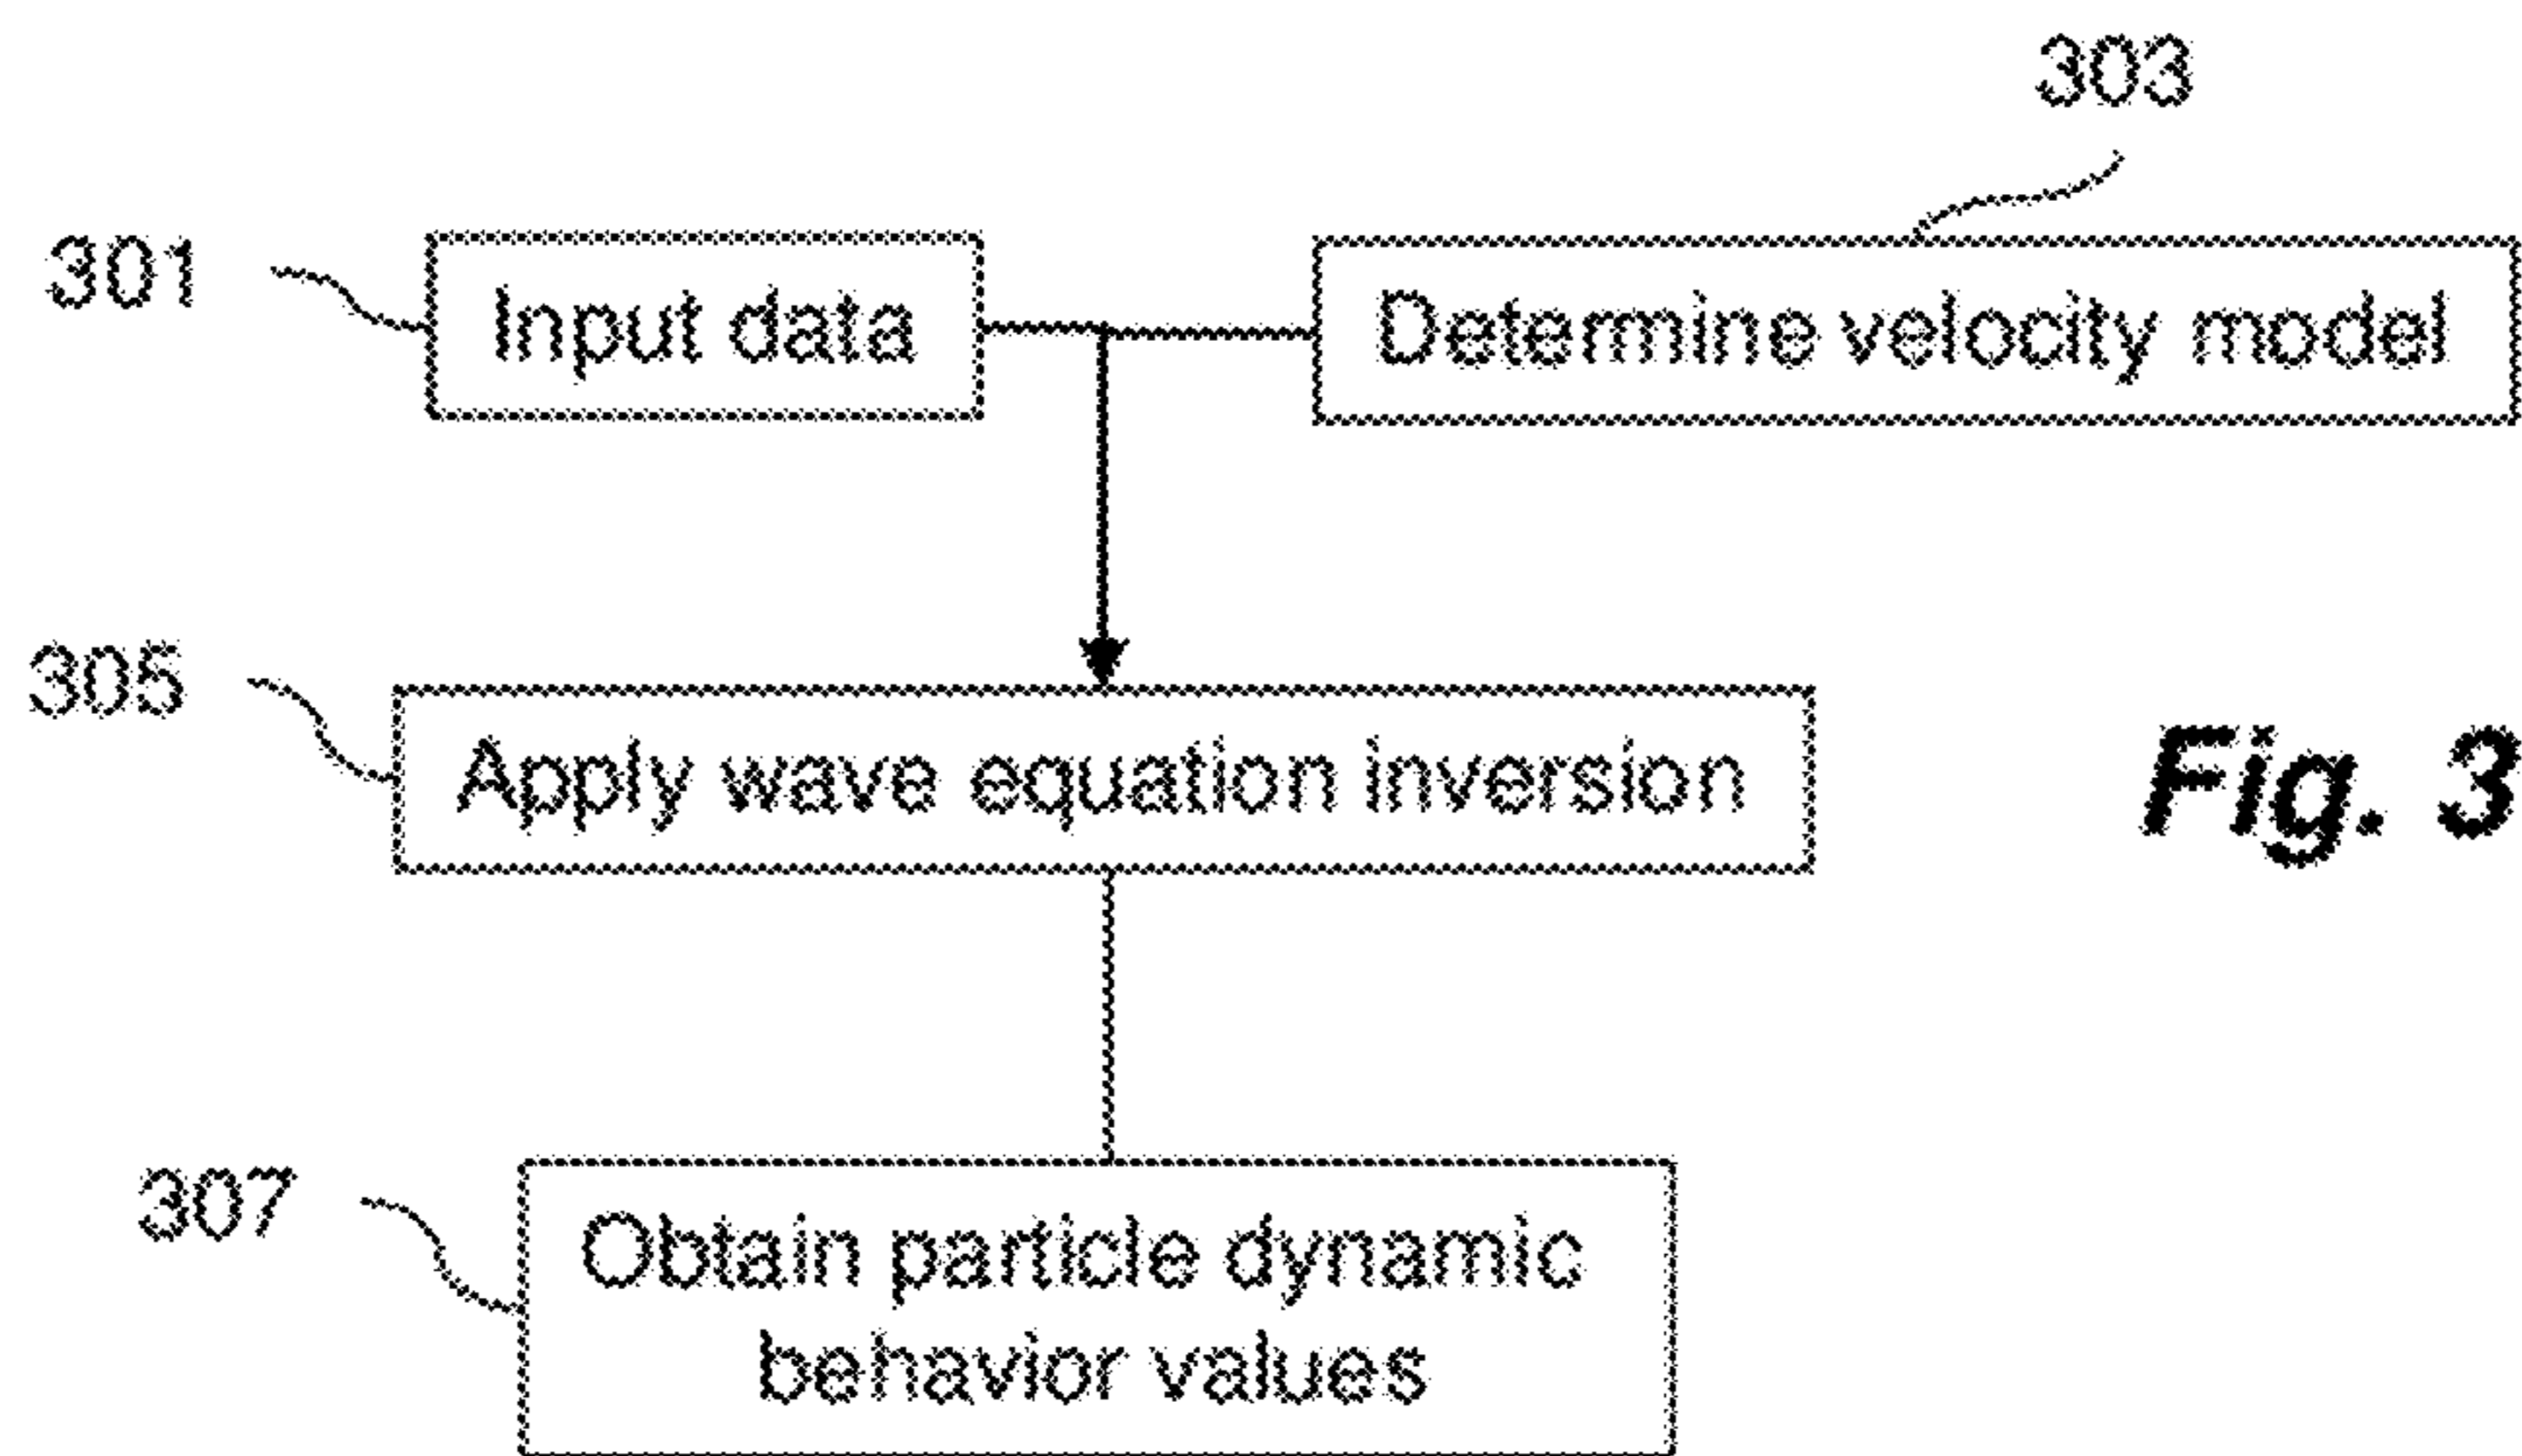 303
301
Input data
Determine velocity model
305
Apply wave equation inversion
Fig. 3
307
Obtain particle dynamic
behavior values